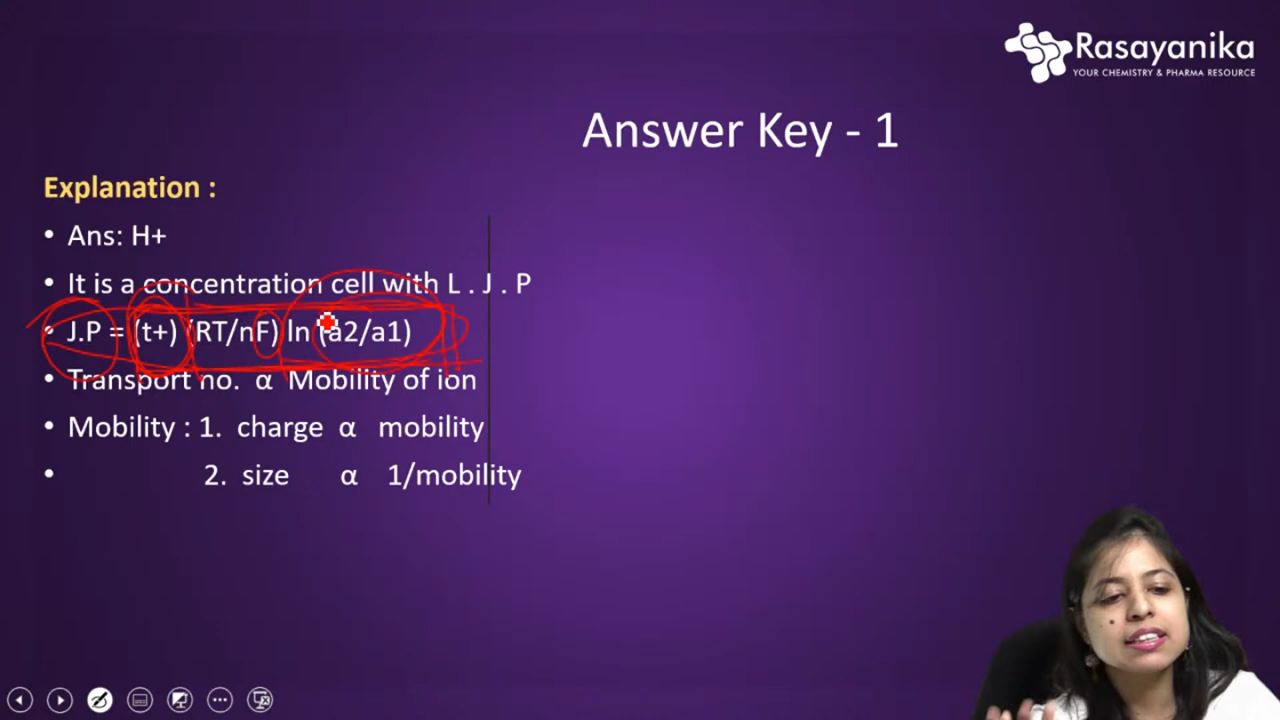 Rasayanika
YOUR CHEMISTRY & PHARMA RESOURCE
Answer Key - 1
Explanation :
• Ans: H+
• It is a concentration cell with L . J . P
• J.P = (t+) (RT/nF) ln (a2/a1)
• Transport no. α Mobility of ion
• Mobility : 1. charge α mobility
• 2. size α 1/mobility